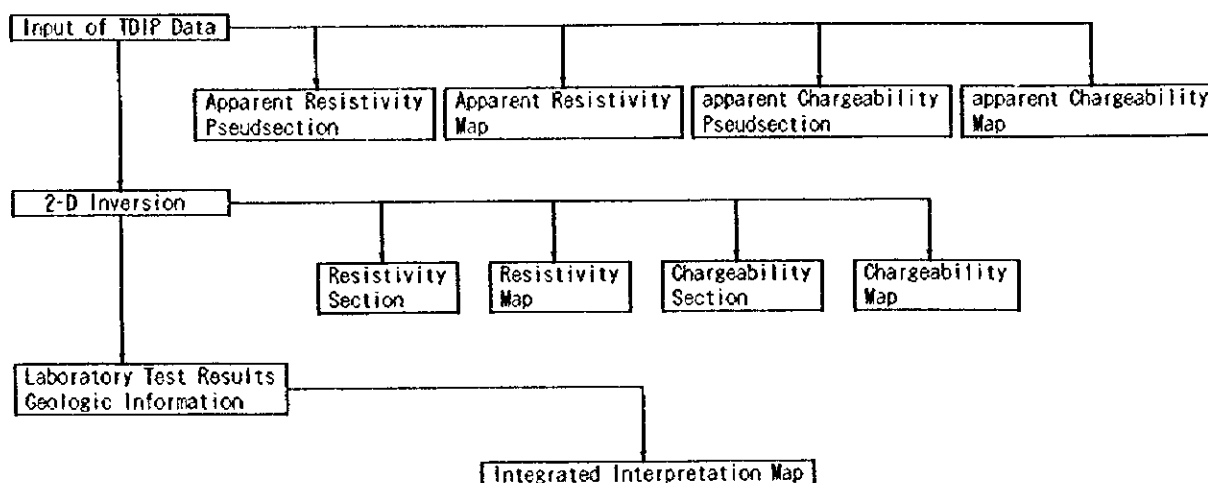 Input of TDIP Data
Apparent Resistivity
Pseudsection
Apparent Resistivity
Map
apparent Chargeability
Pseudsection
apparent Chargeability
Map
2-D Inversion
Resistivity
Section
Resistivity
Map
Chargeability
Section
Chargeability
Map
Laboratory Test Results
Geologic Information
Integrated Interpretation Map